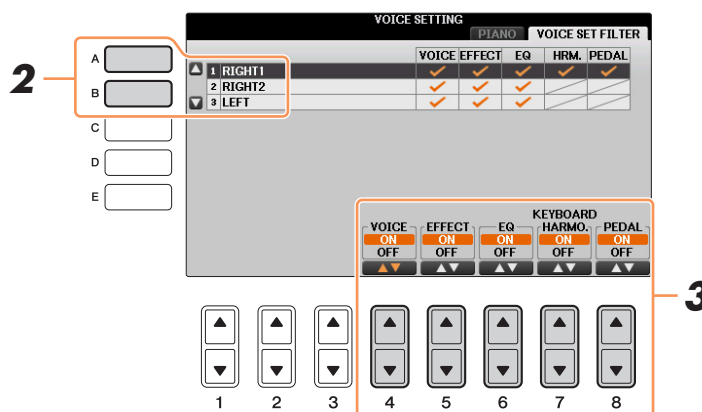 VOICE SETTING
PIANO VOICE SET FILTER
VOICE EFFECT EQ HRM. PEDAL
1 RIGHT1
2 RIGHT2
3 LEFT
A
B
C
D
E
2
KEYBOARD
VOICE EFFECT EQ HARMO. PEDAL
ON ON ON ON ON
OFF OFF OFF OFF OFF
3
1 2 3 4 5 6 7 8